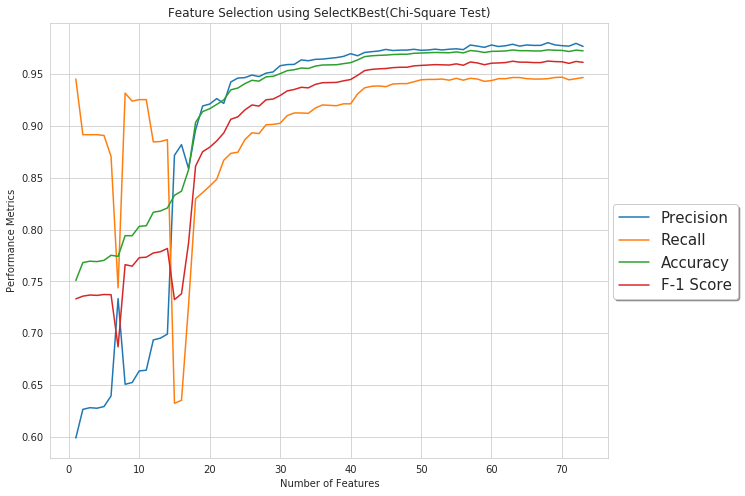 Feature Selection using SelectKBest(Chi-Square Test)
Performance Metrics
0.95
0.90
0.85
0.80
0.75
0.70
0.65
0.60
0 10 20 30 40 50 60 70
Number of Features
Precision
Recall
Accuracy
F-1 Score